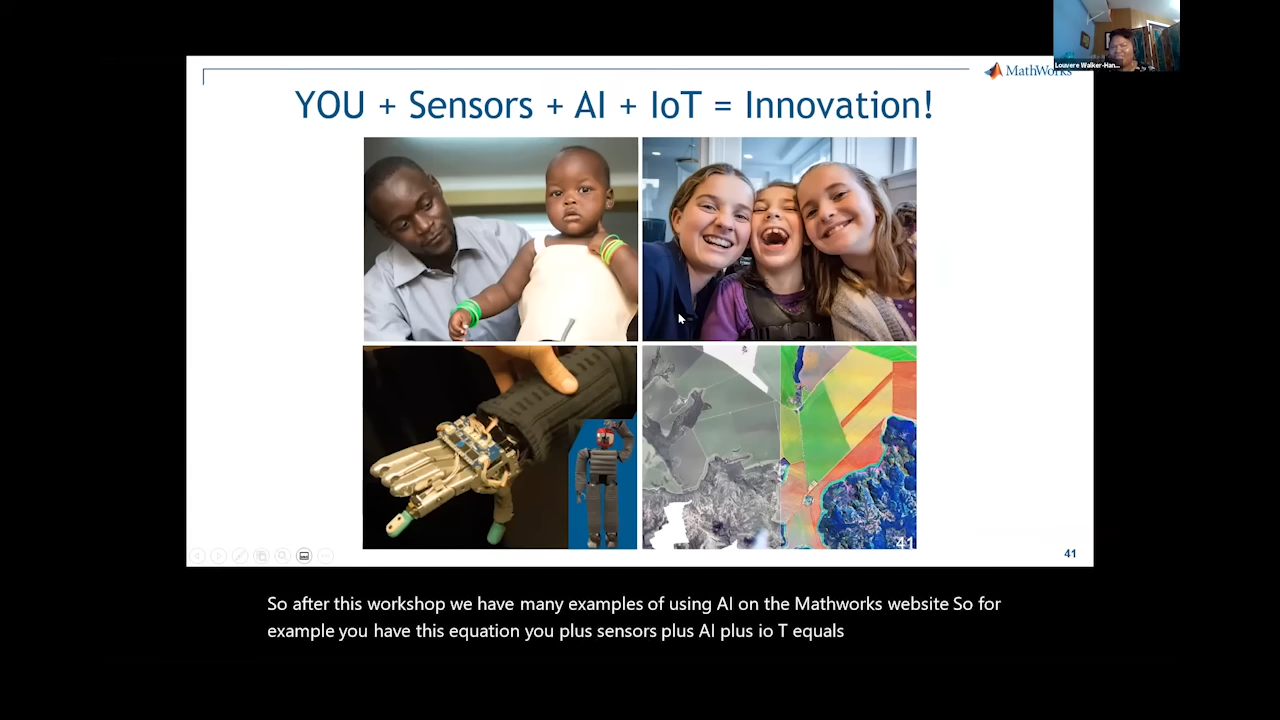 Louvere Walker-Han...
MathWorks
YOU + Sensors + AI + IoT = Innovation!
41
41
So after this workshop we have many examples of using AI on the Mathworks website So for
example you have this equation you plus sensors plus AI plus io T equals